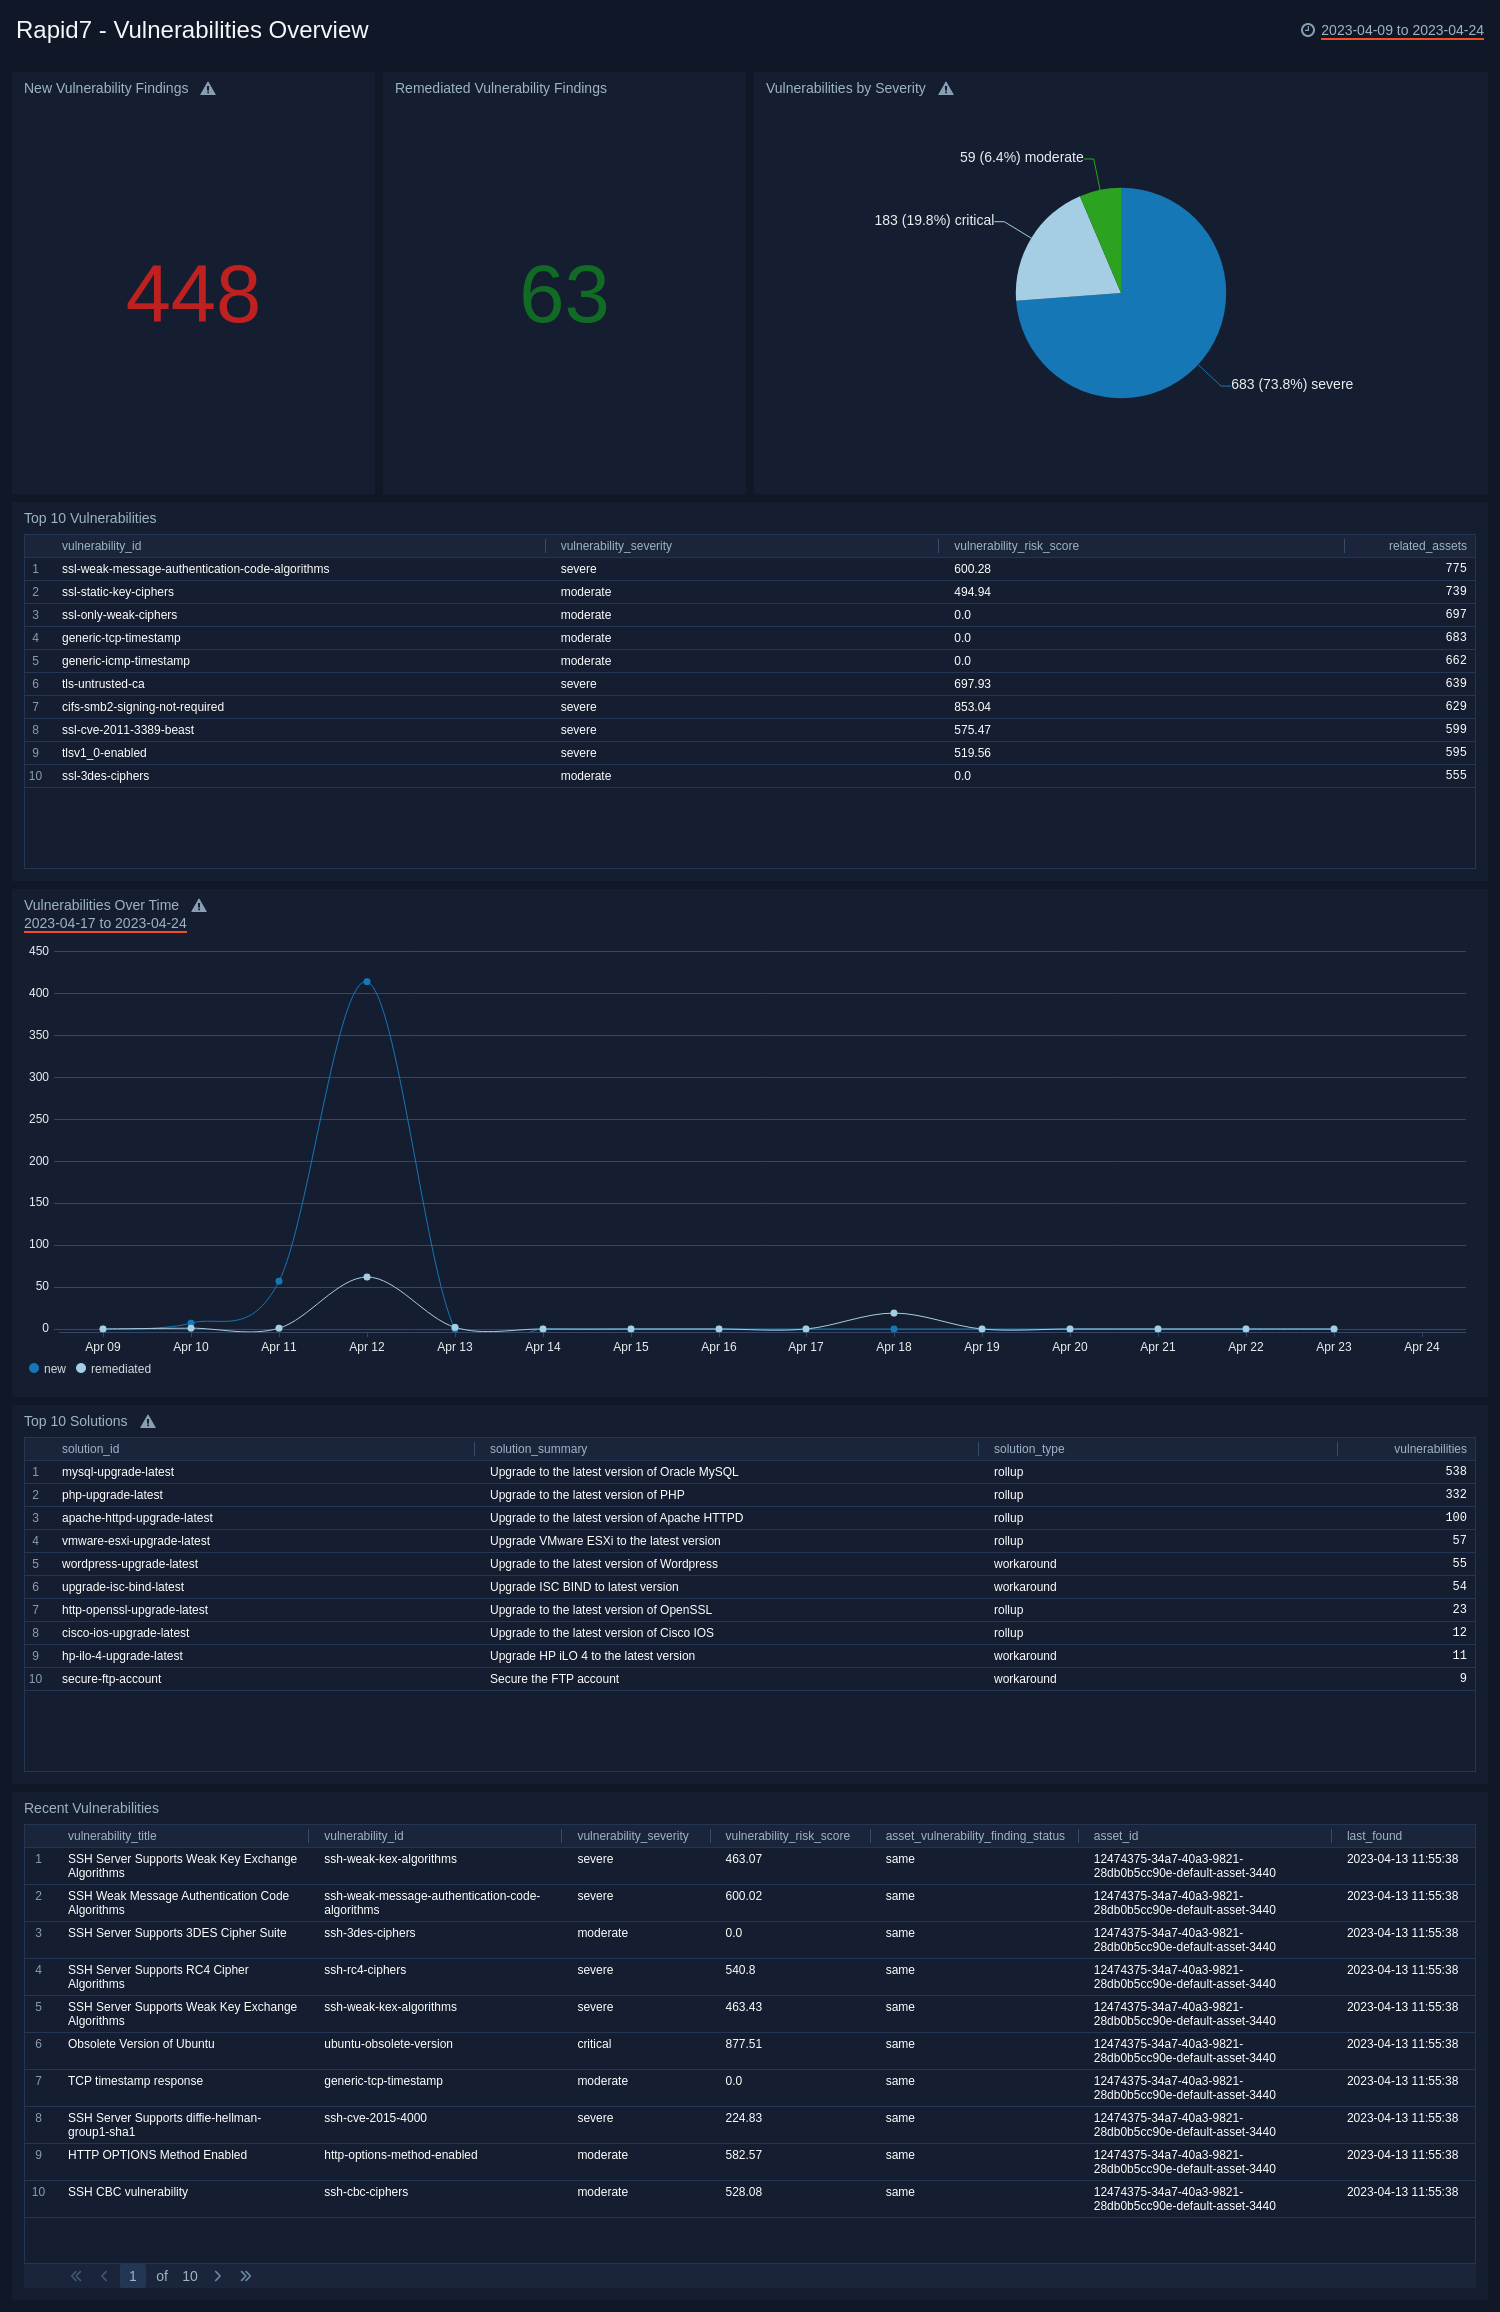 Rapid7 - Vulnerabilities Overview
2023-04-09 to 2023-04-24
New Vulnerability Findings
Remediated Vulnerability Findings
Vulnerabilities by Severity
448
63
59 (6.4%) moderate
183 (19.8%) critical
683 (73.8%) severe
Top 10 Vulnerabilities
vulnerability_id vulnerability_severity vulnerability_risk_score related_assets
1 ssl-weak-message-authentication-code-algorithms severe 600.28 775
2 ssl-static-key-ciphers moderate 494.94 739
3 ssl-only-weak-ciphers moderate 0.0 697
4 generic-tcp-timestamp moderate 0.0 683
5 generic-icmp-timestamp moderate 0.0 662
6 tls-untrusted-ca severe 697.93 639
7 cifs-smb2-signing-not-required severe 853.04 629
8 ssl-cve-2011-3389-beast severe 575.47 599
9 tlsv1_0-enabled severe 519.56 595
10 ssl-3des-ciphers moderate 0.0 555
Vulnerabilities Over Time
2023-04-17 to 2023-04-24
450
400
350
300
250
200
150
100
50
0
Apr 09 Apr 10 Apr 11 Apr 12 Apr 13 Apr 14 Apr 15 Apr 16 Apr 17 Apr 18 Apr 19 Apr 20 Apr 21 Apr 22 Apr 23 Apr 24
new remediated
Top 10 Solutions
solution_id solution_summary solution_type vulnerabilities
1 mysql-upgrade-latest Upgrade to the latest version of Oracle MySQL rollup 538
2 php-upgrade-latest Upgrade to the latest version of PHP rollup 332
3 apache-httpd-upgrade-latest Upgrade to the latest version of Apache HTTPD rollup 100
4 vmware-esxi-upgrade-latest Upgrade VMware ESXi to the latest version rollup 57
5 wordpress-upgrade-latest Upgrade to the latest version of Wordpress workaround 55
6 upgrade-isc-bind-latest Upgrade ISC BIND to latest version workaround 54
7 http-openssl-upgrade-latest Upgrade to the latest version of OpenSSL rollup 23
8 cisco-ios-upgrade-latest Upgrade to the latest version of Cisco IOS rollup 12
9 hp-ilo-4-upgrade-latest Upgrade HP iLO 4 to the latest version workaround 11
10 secure-ftp-account Secure the FTP account workaround 9
Recent Vulnerabilities
vulnerability_title vulnerability_id vulnerability_severity vulnerability_risk_score asset_vulnerability_finding_status asset_id last_found
1 SSH Server Supports Weak Key Exchange ssh-weak-kex-algorithms severe 463.07 same 12474375-34a7-40a3-9821- 2023-04-13 11:55:38
Algorithms 28db0b5cc90e-default-asset-3440
2 SSH Weak Message Authentication Code ssh-weak-message-authentication-code- severe 600.02 same 12474375-34a7-40a3-9821- 2023-04-13 11:55:38
Algorithms algorithms 28db0b5cc90e-default-asset-3440
3 SSH Server Supports 3DES Cipher Suite ssh-3des-ciphers moderate 0.0 same 12474375-34a7-40a3-9821- 2023-04-13 11:55:38
28db0b5cc90e-default-asset-3440
4 SSH Server Supports RC4 Cipher ssh-rc4-ciphers severe 540.8 same 12474375-34a7-40a3-9821- 2023-04-13 11:55:38
Algorithms 28db0b5cc90e-default-asset-3440
5 SSH Server Supports Weak Key Exchange ssh-weak-kex-algorithms severe 463.43 same 12474375-34a7-40a3-9821- 2023-04-13 11:55:38
Algorithms 28db0b5cc90e-default-asset-3440
6 Obsolete Version of Ubuntu ubuntu-obsolete-version critical 877.51 same 12474375-34a7-40a3-9821- 2023-04-13 11:55:38
28db0b5cc90e-default-asset-3440
7 TCP timestamp response generic-tcp-timestamp moderate 0.0 same 12474375-34a7-40a3-9821- 2023-04-13 11:55:38
28db0b5cc90e-default-asset-3440
8 SSH Server Supports diffie-hellman- ssh-cve-2015-4000 severe 224.83 same 12474375-34a7-40a3-9821- 2023-04-13 11:55:38
group1-sha1 28db0b5cc90e-default-asset-3440
9 HTTP OPTIONS Method Enabled http-options-method-enabled moderate 582.57 same 12474375-34a7-40a3-9821- 2023-04-13 11:55:38
28db0b5cc90e-default-asset-3440
10 SSH CBC vulnerability ssh-cbc-ciphers moderate 528.08 same 12474375-34a7-40a3-9821- 2023-04-13 11:55:38
28db0b5cc90e-default-asset-3440
1 of 10